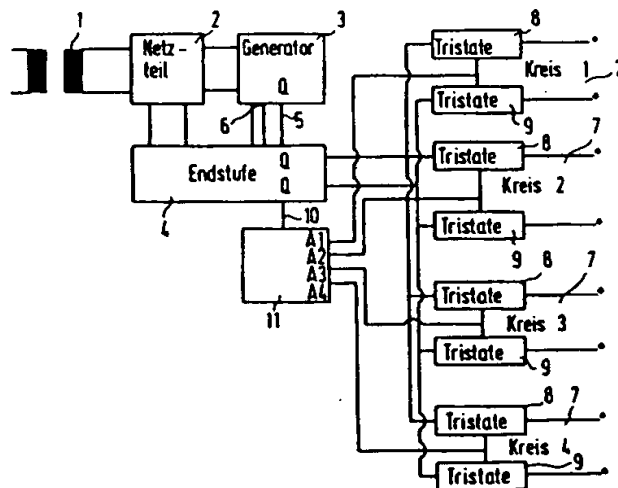 1
2
3
8
Netz-
teil
Generator
Q
Tristate
Kreis
1
6
5
Tristate
9
8
7
Endstufe
Q
Q
Tristate
Kreis 2
4
10
Tristate
9
A1
A2
A3
A4
11
8
7
Tristate
Kreis 3
Tristate
9
8
7
Tristate
Kreis 4
9
Tristate